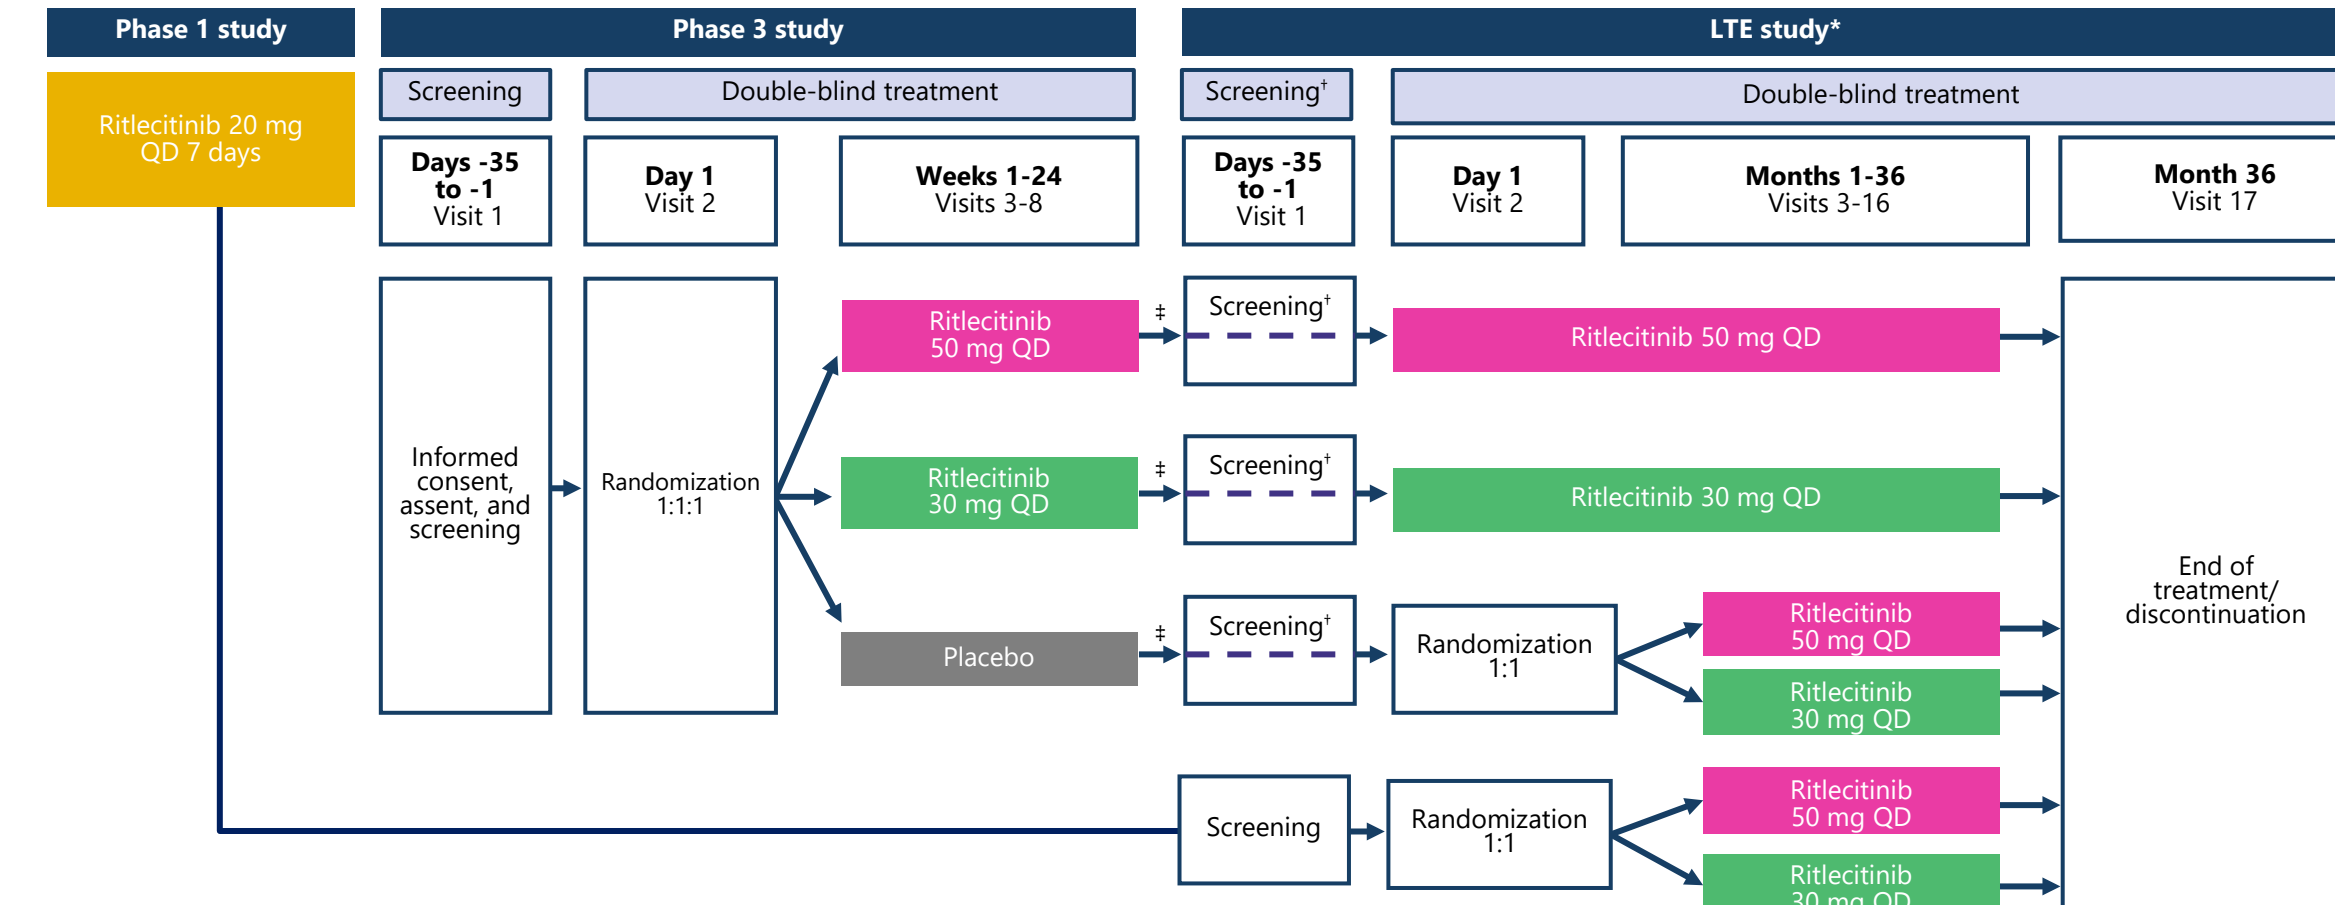 Phase 1 study
Phase 3 study
LTE study*
Ritlecitinib 20 mg
QD 7 days
Screening
Double-blind treatment
Screening†
Double-blind treatment
Days -35
to -1
Visit 1
Day 1
Visit 2
Weeks 1-24
Visits 3-8
Days -35
to -1
Visit 1
Day 1
Visit 2
Months 1-36
Visits 3-16
Month 36
Visit 17
Informed
consent,
assent, and
screening
Randomization
1:1:1
Ritlecitinib
50 mg QD
‡
Screening†
Ritlecitinib 50 mg QD
Ritlecitinib
30 mg QD
‡
Screening†
Ritlecitinib 30 mg QD
Placebo
‡
Screening†
Randomization
1:1
Ritlecitinib
50 mg QD
Ritlecitinib
30 mg QD
Screening
Randomization
1:1
Ritlecitinib
50 mg QD
Ritlecitinib
30 mg QD
End of
treatment/
discontinuation